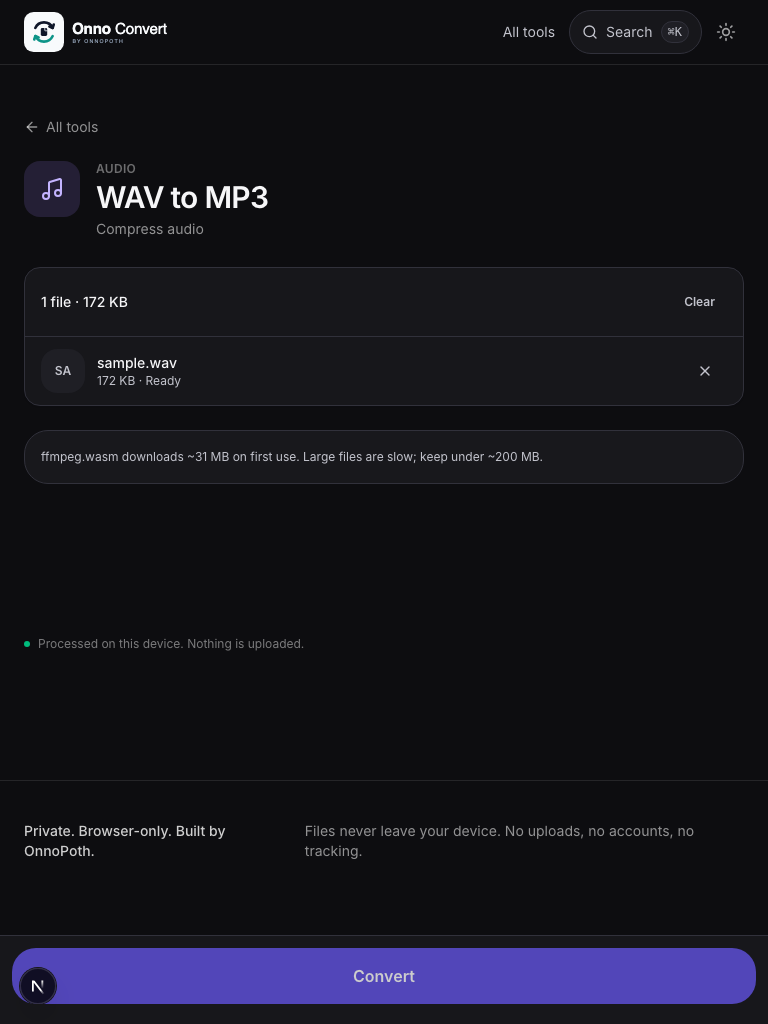 Onno Convert
BY ONNOPOTH
All tools
Search
⌘K
All tools
AUDIO
WAV to MP3
Compress audio
1 file · 172 KB
Clear
SA
sample.wav
172 KB · Ready
ffmpeg.wasm downloads ~31 MB on first use. Large files are slow; keep under ~200 MB.
Processed on this device. Nothing is uploaded.
Private. Browser-only. Built by
OnnoPoth.
Files never leave your device. No uploads, no accounts, no
tracking.
Convert
N